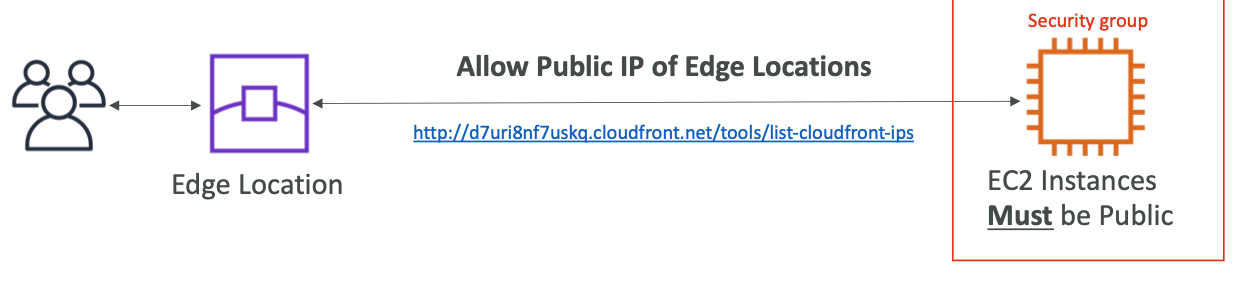 Security group
Allow Public IP of Edge Locations
http://d7uri8nf7uskq.cloudfront.net/tools/list-cloudfront-ips
Edge Location
EC2 Instances
Must be Public